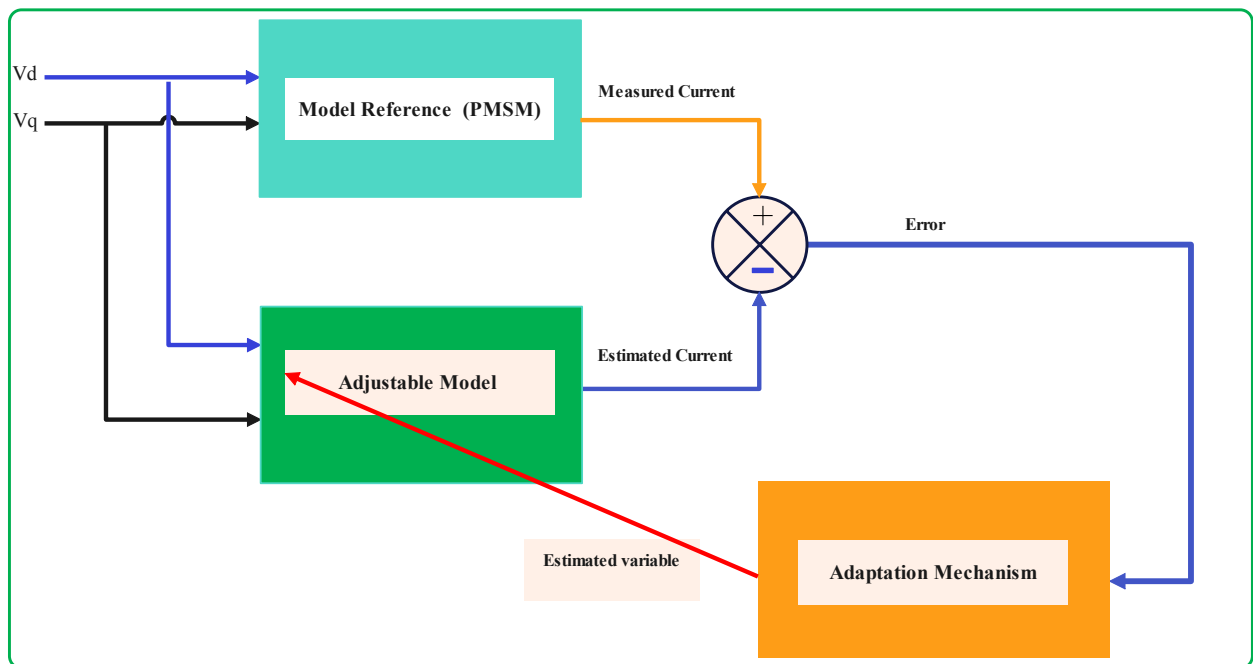 Vd
Vq
Model Reference (PMSM)
Measured Current
+
Error
Estimated Current
Adjustable Model
Estimated variable
Adaptation Mechanism